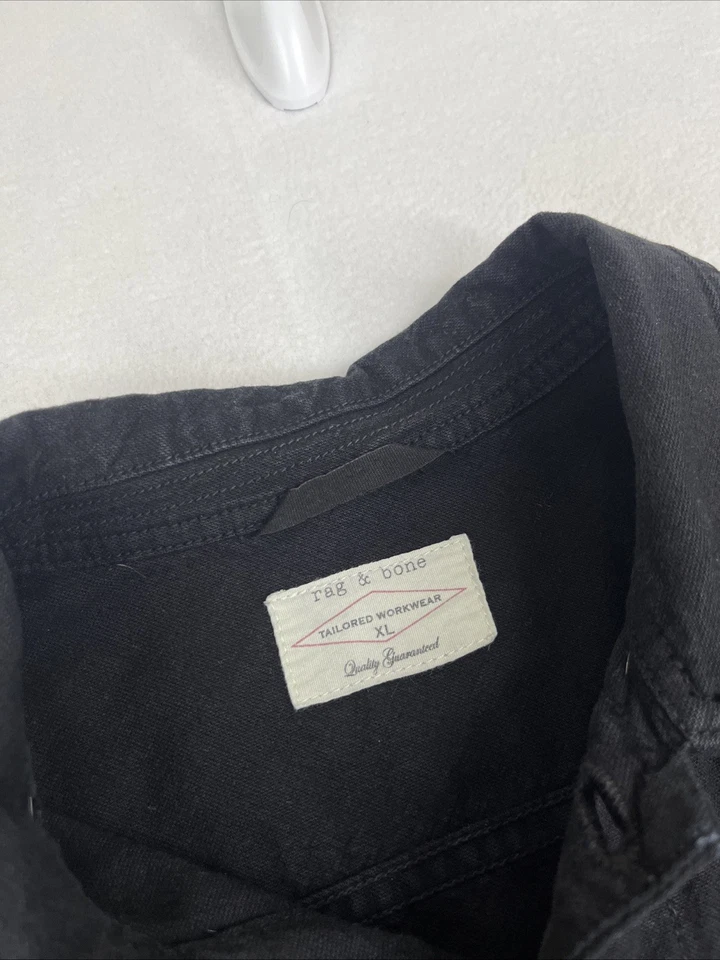 rag & bone
TAILORED WORKWEAR
XL
Quality Guaranteed